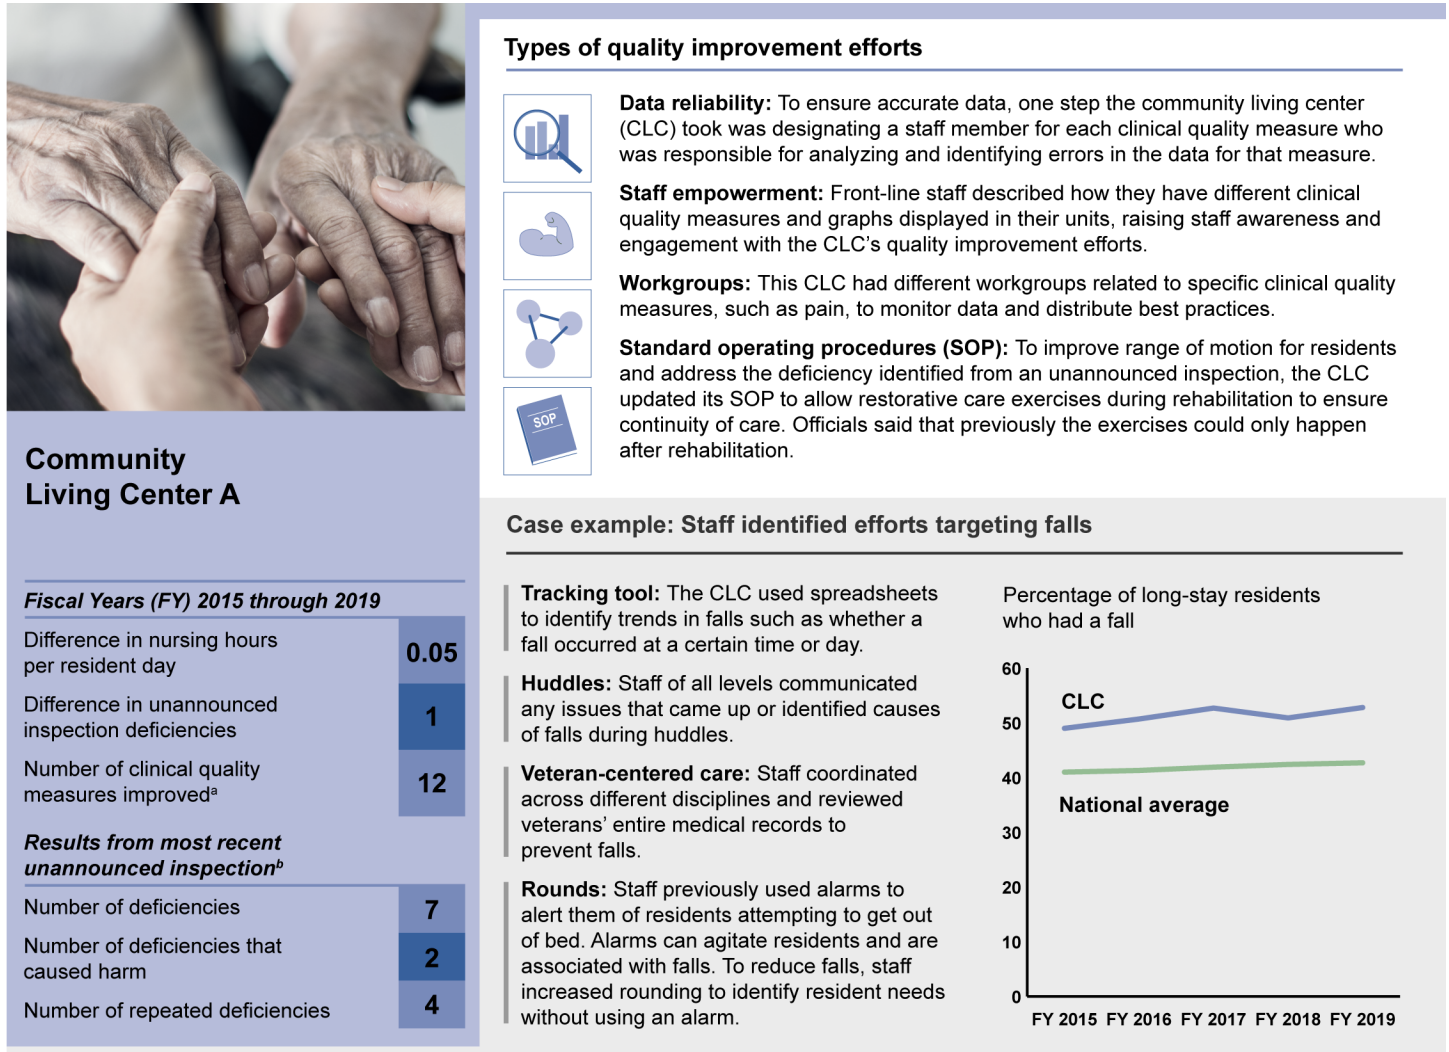 Types of quality improvement efforts
Data reliability: To ensure accurate data, one step the community living center
(CLC) took was designating a staff member for each clinical quality measure who
was responsible for analyzing and identifying errors in the data for that measure.
Staff empowerment: Front-line staff described how they have different clinical
quality measures and graphs displayed in their units, raising staff awareness and
engagement with the CLC's quality improvement efforts.
Workgroups: This CLC had different workgroups related to specific clinical quality
measures, such as pain, to monitor data and distribute best practices.
SOP
Standard operating procedures (SOP): To improve range of motion for residents
and address the deficiency identified from an unannounced inspection, the CLC
updated its SOP to allow restorative care exercises during rehabilitation to ensure
continuity of care. Officials said that previously the exercises could only happen
after rehabilitation.
Community
Living Center A
Fiscal Years (FY) 2015 through 2019
Difference in nursing hours
per resident day
0.05
Difference in unannounced
inspection deficiencies
1
Number of clinical quality
measures improvedᵃ
12
Results from most recent
unannounced inspectionᵇ
Number of deficiencies
7
Number of deficiencies that
caused harm
2
Number of repeated deficiencies
4
Case example: Staff identified efforts targeting falls
Tracking tool: The CLC used spreadsheets
to identify trends in falls such as whether a
fall occurred at a certain time or day.
Huddles: Staff of all levels communicated
any issues that came up or identified causes
of falls during huddles.
Veteran-centered care: Staff coordinated
across different disciplines and reviewed
veterans' entire medical records to
prevent falls.
Rounds: Staff previously used alarms to
alert them of residents attempting to get out
of bed. Alarms can agitate residents and are
associated with falls. To reduce falls, staff
increased rounding to identify resident needs
without using an alarm.
Percentage of long-stay residents
who had a fall
60
50
40
30
20
10
0
CLC
National average
FY 2015 FY 2016 FY 2017 FY 2018 FY 2019